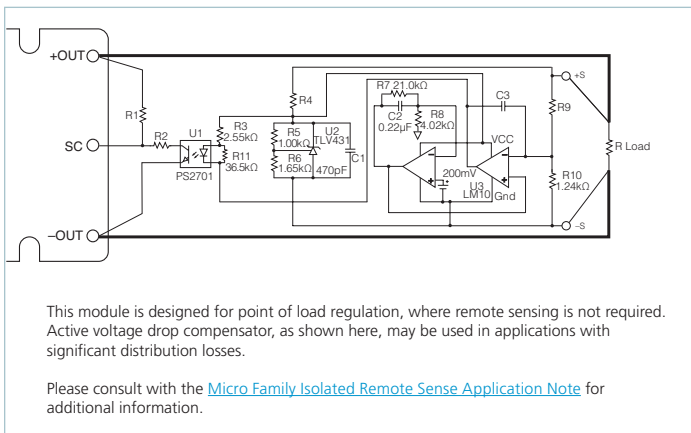 +OUT
R1
SC
R2
U1
PS2701
−OUT
R3
2.55kΩ
R11
36.5kΩ
R4
R5
1.00kΩ
R6
1.65kΩ
U2
TLV431
C1
470pF
R7 21.0kΩ
C2
0.22µF
R8
4.02kΩ
C3
VCC
200mV
U3
LM10
Gnd
+S
R9
R10
1.24kΩ
–S
R Load
This module is designed for point of load regulation, where remote sensing is not required.
Active voltage drop compensator, as shown here, may be used in applications with
significant distribution losses.
Please consult with the Micro Family Isolated Remote Sense Application Note for
additional information.